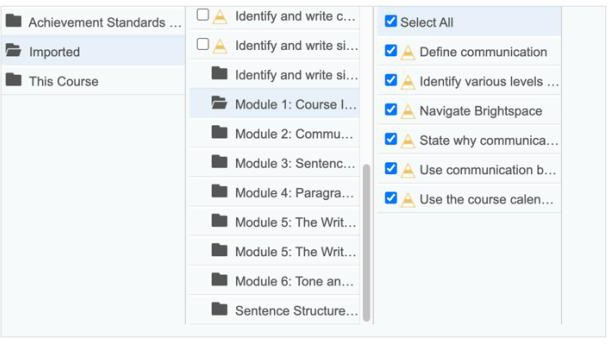 Achievement Standards ...
Imported
This Course
Identify and write c...
Identify and write si...
Identify and write si...
Module 1: Course I...
Module 2: Commu...
Module 3: Sentenc...
Module 4: Paragra...
Module 5: The Writ...
Module 5: The Writ...
Module 6: Tone an...
Sentence Structure...
Select All
Define communication
Identify various levels ...
Navigate Brightspace
State why communica...
Use communication b...
Use the course calen...